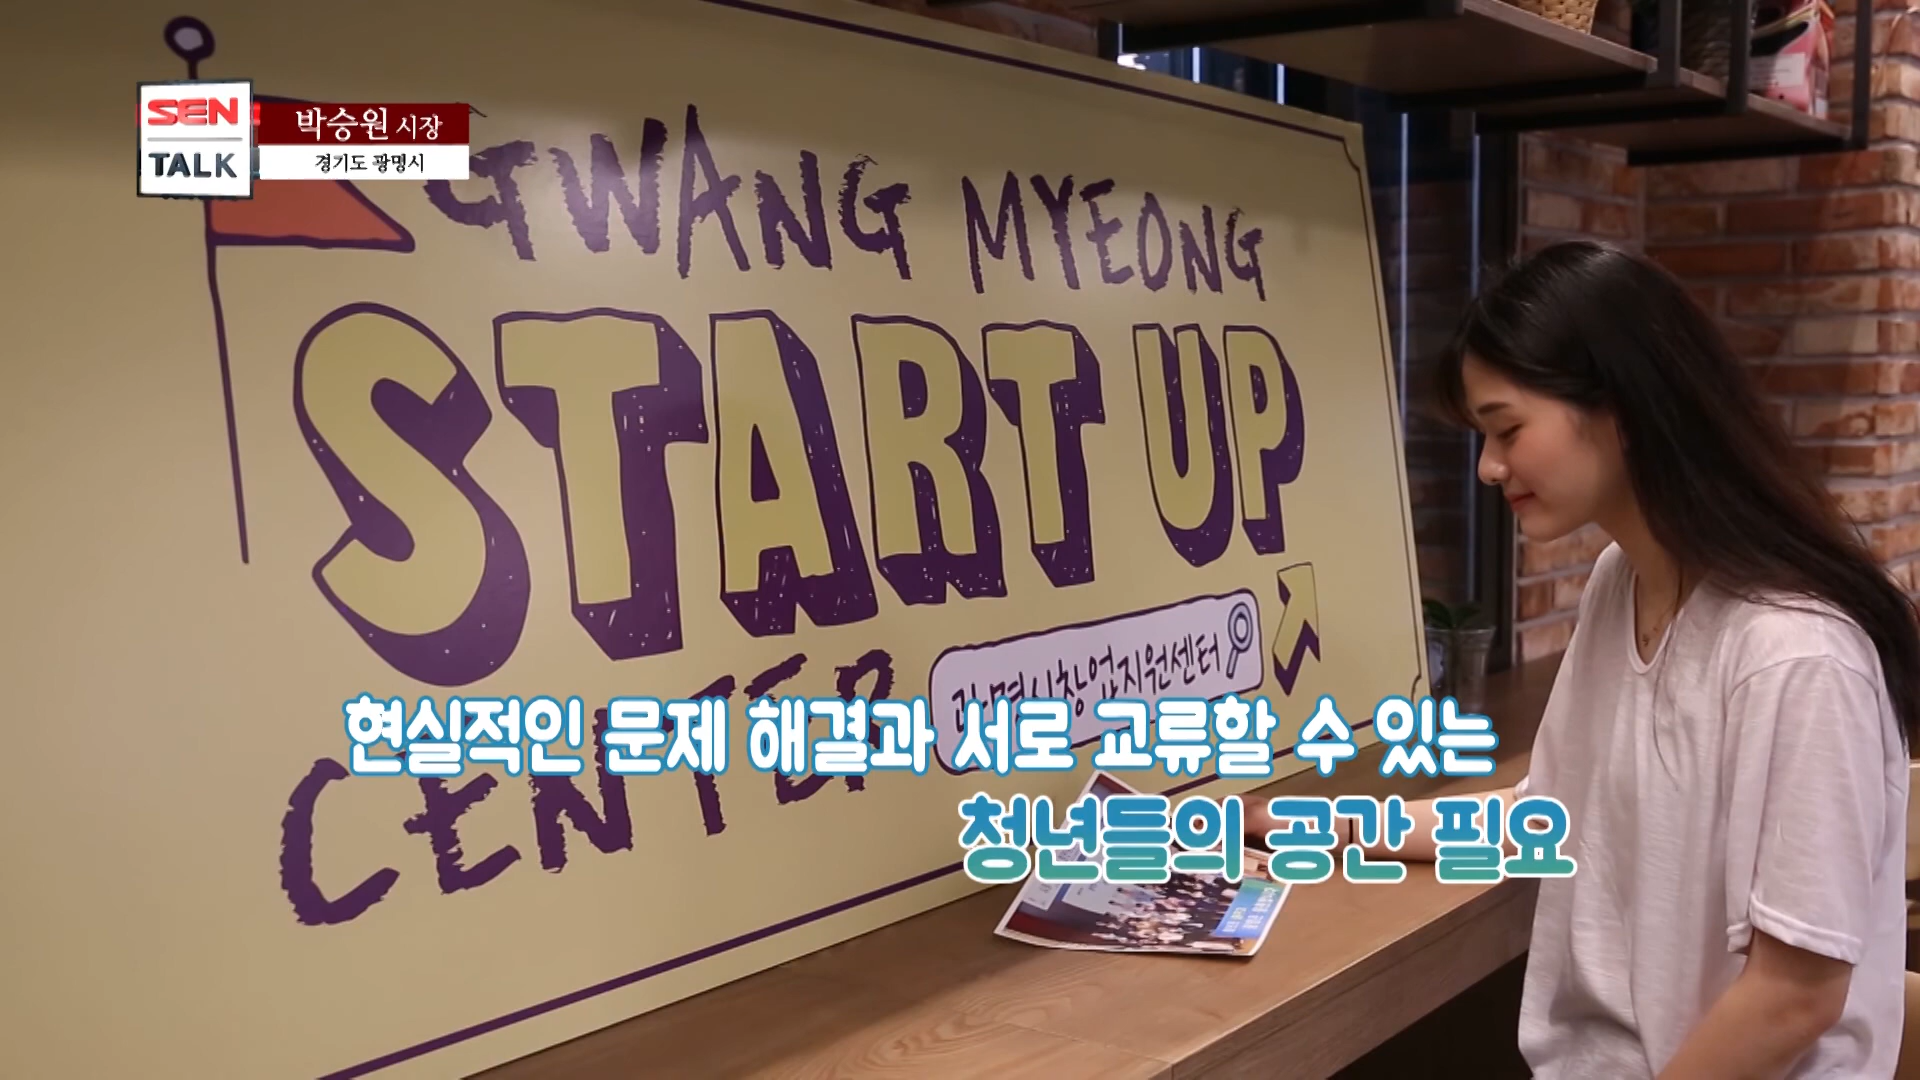 SEN
TALK
박승원 시장
경기도 광명시
GWANG MYEONG
START UP
CENTER
광명시창업지원센터
현실적인 문제 해결과 서로 교류할 수 있는
청년들의 공간 필요